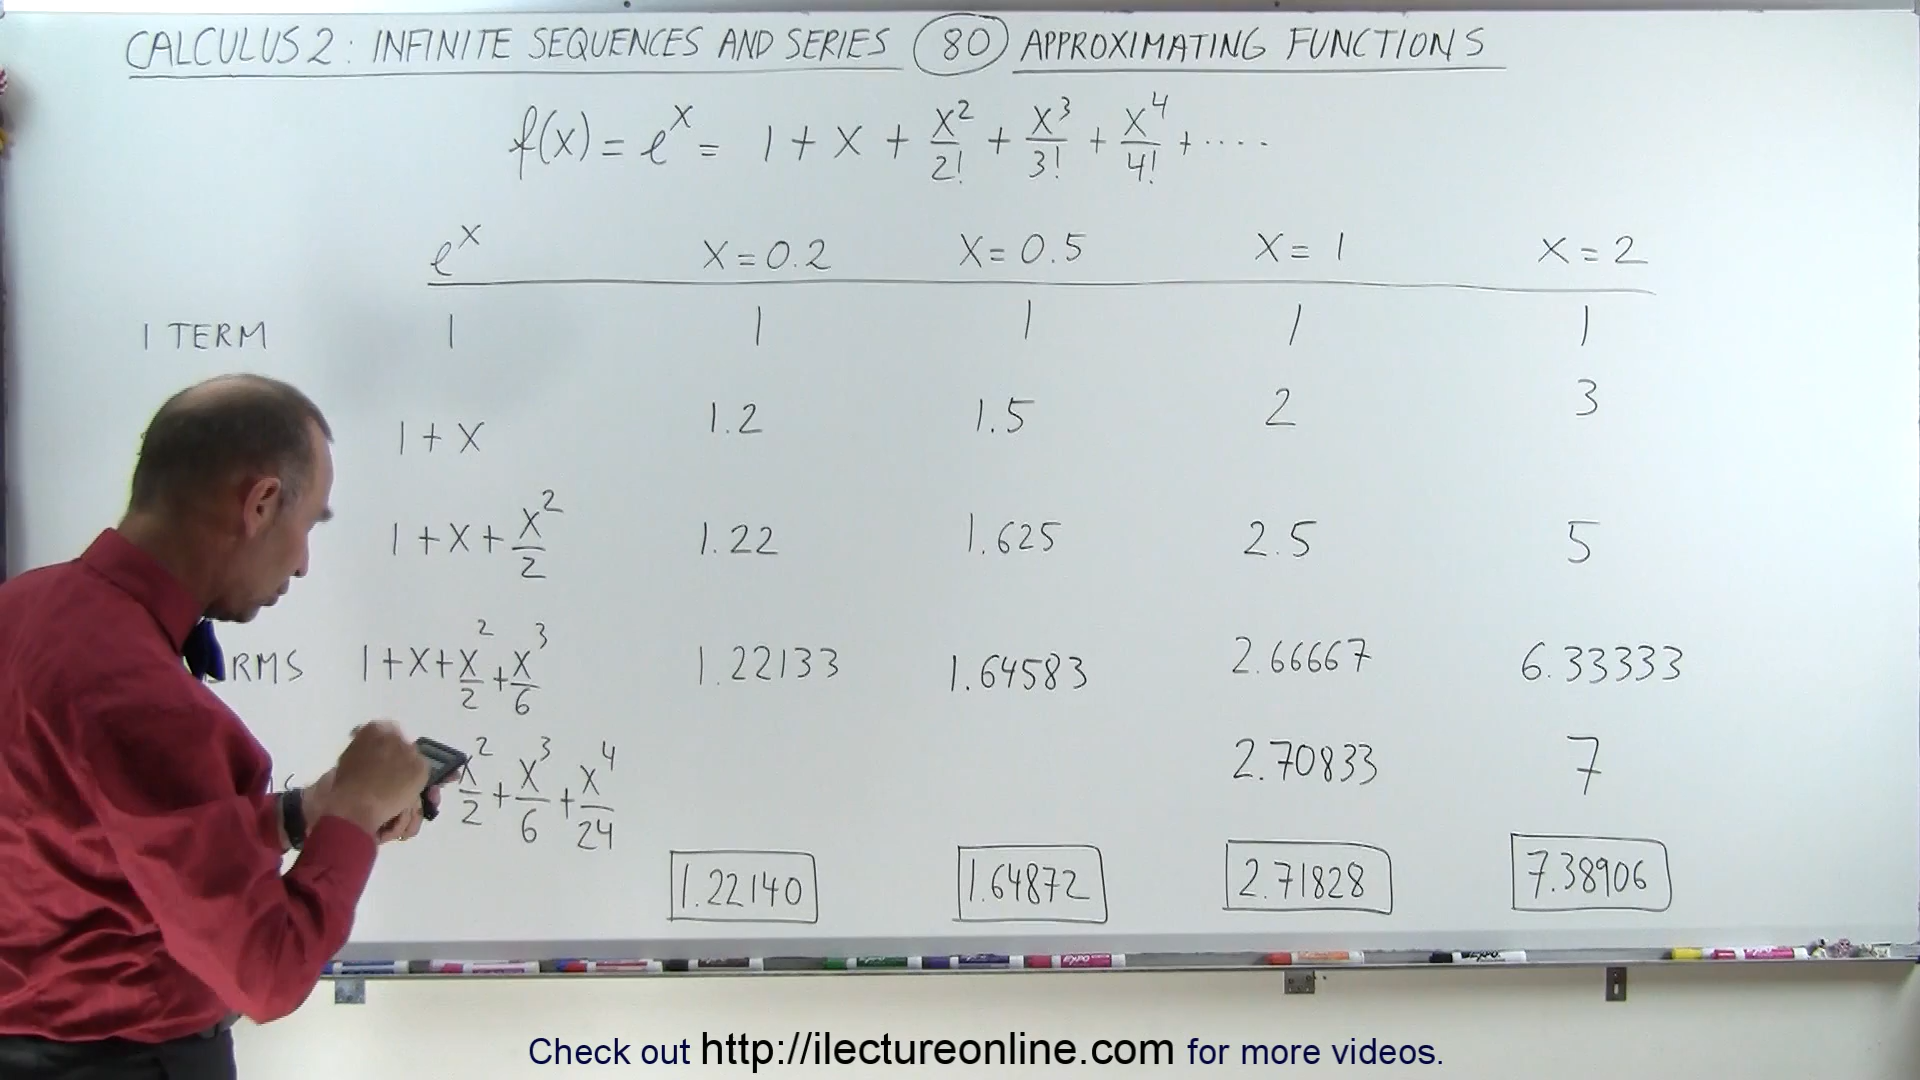 CALCULUS 2: INFINITE SEQUENCES AND SERIES 80 APPROXIMATING FUNCTIONS
f(x) = e^x = 1 + x + x^2/2! + x^3/3! + x^4/4! + ....
e^x x = 0.2 x = 0.5 x = 1 x = 2
1 TERM 1 1 1 1 1
1 + x 1.2 1.5 2 3
1 + x + x^2/2 1.22 1.625 2.5 5
RMS 1 + x + x^2/2 + x^3/6 1.22133 1.64583 2.66667 6.33333
x^2/2 + x^3/6 + x^4/24 2.70833 7
1.22140 1.64872 2.71828 7.38906
Check out http://ilectureonline.com for more videos.